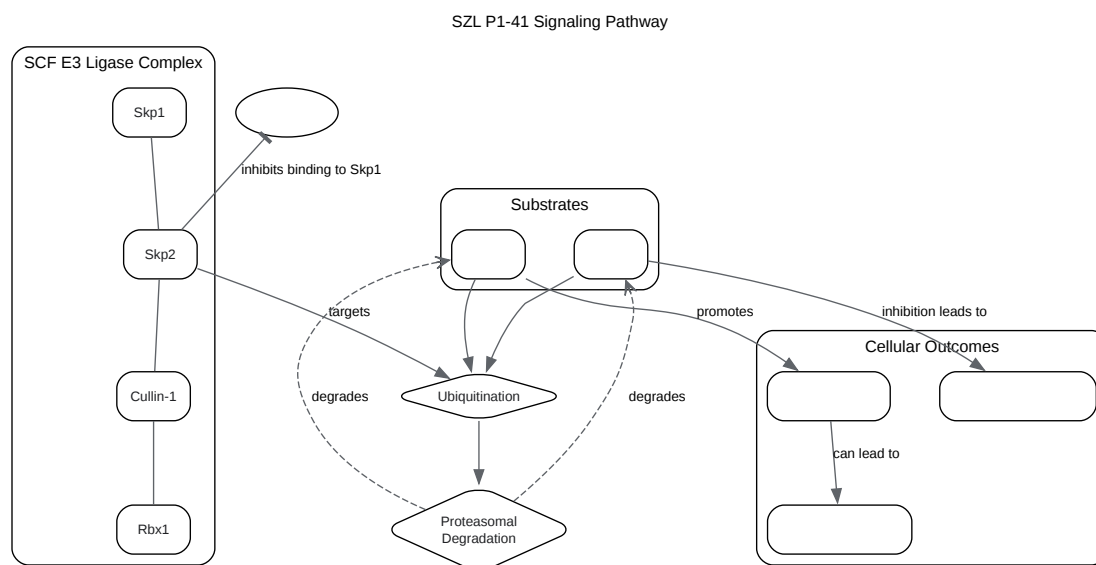 SZL P1-41 Signaling Pathway
SCF E3 Ligase Complex
Skp1
inhibits binding to Skp1
Substrates
Skp2
targets
promotes
inhibition leads to
Cellular Outcomes
Cullin-1
degrades
Ubiquitination
degrades
can lead to
Rbx1
Proteasomal
Degradation